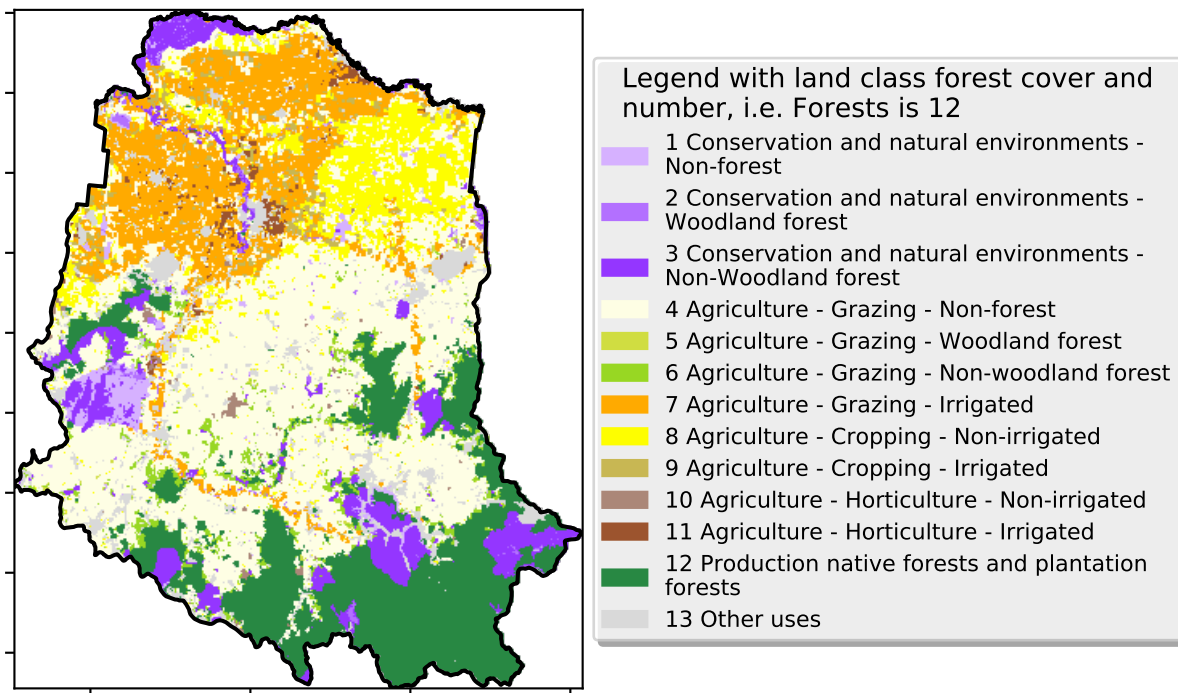 Legend with land class forest cover and
number, i.e. Forests is 12
1 Conservation and natural environments -
Non-forest
2 Conservation and natural environments -
Woodland forest
3 Conservation and natural environments -
Non-Woodland forest
4 Agriculture - Grazing - Non-forest
5 Agriculture - Grazing - Woodland forest
6 Agriculture - Grazing - Non-woodland forest
7 Agriculture - Grazing - Irrigated
8 Agriculture - Cropping - Non-irrigated
9 Agriculture - Cropping - Irrigated
10 Agriculture - Horticulture - Non-irrigated
11 Agriculture - Horticulture - Irrigated
12 Production native forests and plantation
forests
13 Other uses